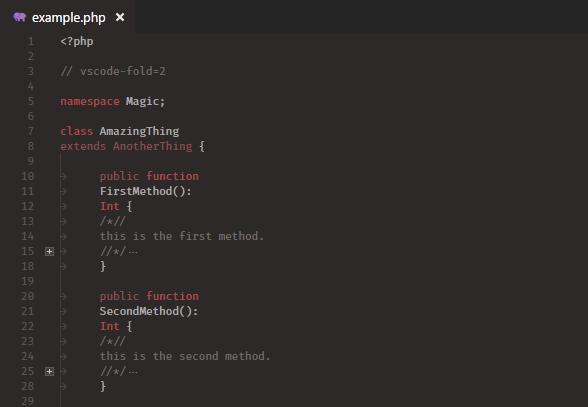 example.php ×
1 <?php
2
3 // vscode-fold=2
4
5 namespace Magic;
6
7 class AmazingThing
8 extends AnotherThing {
9
10 public function
11 FirstMethod():
12 Int {
13 /*//
14 this is the first method.
15 //*/…
18 }
19
20 public function
21 SecondMethod():
22 Int {
23 /*//
24 this is the second method.
25 //*/…
28 }
29